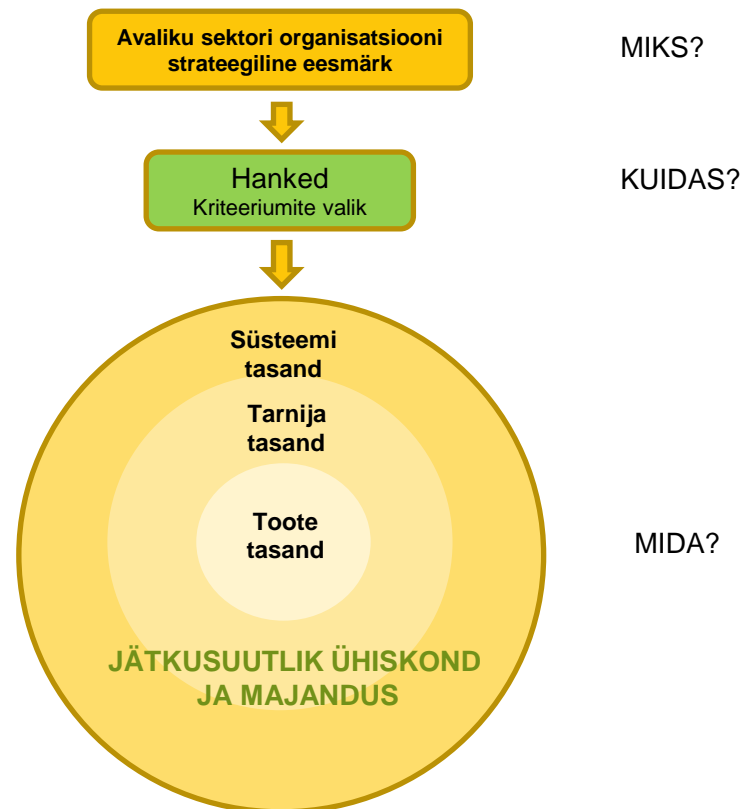 Avaliku sektori organisatsiooni
strateegiline eesmärk
MIKS?
Hanked
Kriteeriumite valik
KUIDAS?
Süsteemi
tasand
Tarnija
tasand
Toote
tasand
MIDA?
JÄTKUSUUTLIK ÜHISKOND
JA MAJANDUS